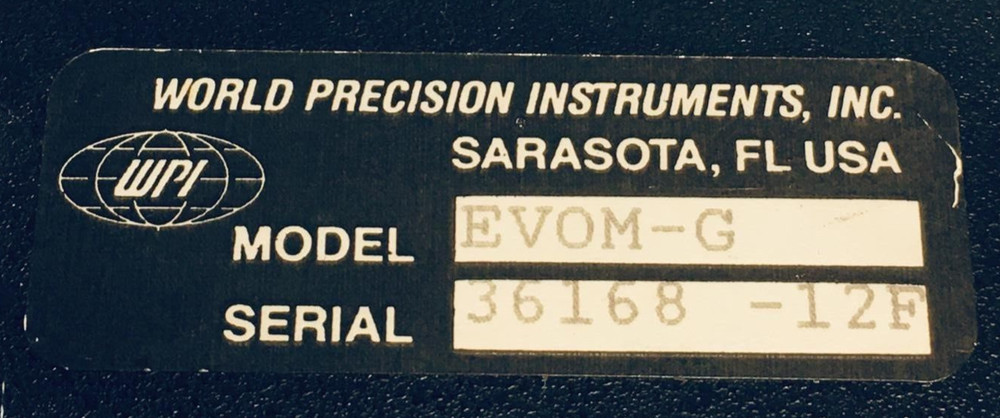 WORLD PRECISION INSTRUMENTS, INC.
SARASOTA, FL USA
WPI
MODEL EVOM-G
SERIAL 36168 -12F